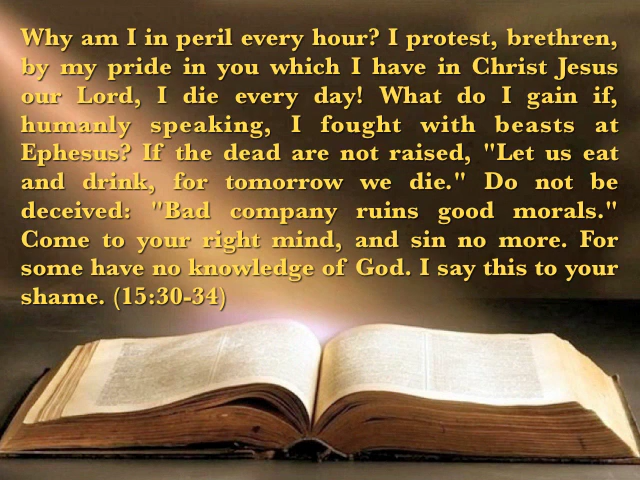 Why am I in peril every hour? I protest, brethren,
by my pride in you which I have in Christ Jesus
our Lord, I die every day! What do I gain if,
humanly speaking, I fought with beasts at
Ephesus? If the dead are not raised, "Let us eat
and drink, for tomorrow we die." Do not be
deceived: "Bad company ruins good morals."
Come to your right mind, and sin no more. For
some have no knowledge of God. I say this to your
shame. (15:30-34)